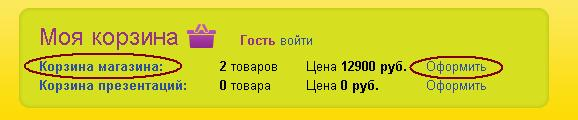 Моя корзина Гость войти
Корзина магазина: 2 товаров Цена 12900 руб. Оформить
Корзина презентаций: 0 товара Цена 0 руб. Оформить